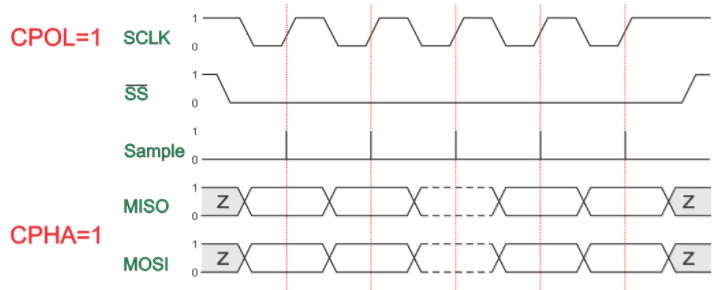 CPOL=1 SCLK 1
0
SS 1
0
Sample 1
0
CPHA=1
MISO 1 Z Z
0
MOSI 1 Z Z
0